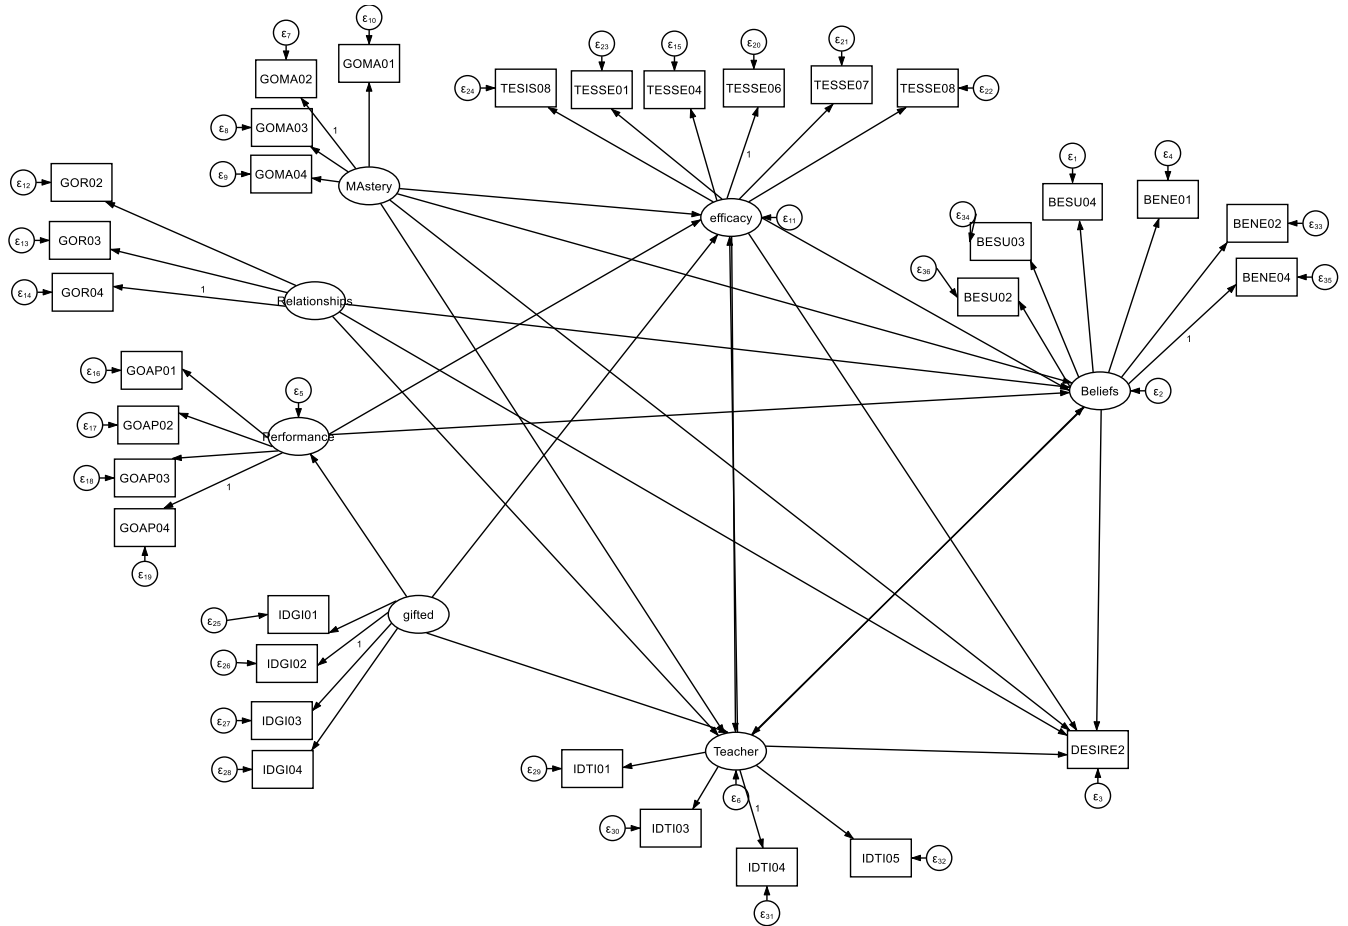 ε10
ε7
GOMA01
GOMA02
ε8
GOMA03
1
ε9
GOMA04
MAstery
ε23
ε15
ε20
ε21
ε24
TESIS08
TESSE01
TESSE04
TESSE06
TESSE07
TESSE08
ε22
1
efficacy
ε11
ε12
GOR02
ε13
GOR03
ε14
GOR04
1
Relationships
ε1
ε4
BESU04
BENE01
ε34
BESU03
BENE02
ε33
ε36
BESU02
BENE04
ε35
1
Beliefs
ε2
ε16
GOAP01
ε5
ε17
GOAP02
Performance
ε18
GOAP03
1
GOAP04
ε19
ε25
IDGI01
gifted
ε26
IDGI02
1
ε27
IDGI03
ε28
IDGI04
Teacher
DESIRE2
ε3
ε29
IDTI01
ε6
1
ε30
IDTI03
IDTI04
IDTI05
ε32
ε31